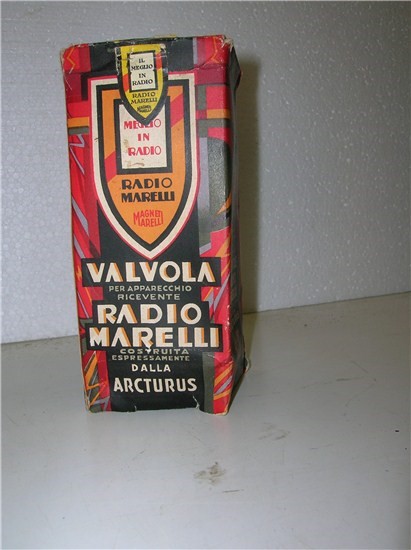 IL
MEGLIO
IN
RADIO
RADIO
MARELLI
MEGLIO
IN
RADIO
RADIO
MARELLI
MAGNETI
MARELLI
VALVOLA
PER APPARECCHIO
RICEVENTE
RADIO
MARELLI
COSTRUITA
ESPRESSAMENTE
DALLA
ARCTURUS